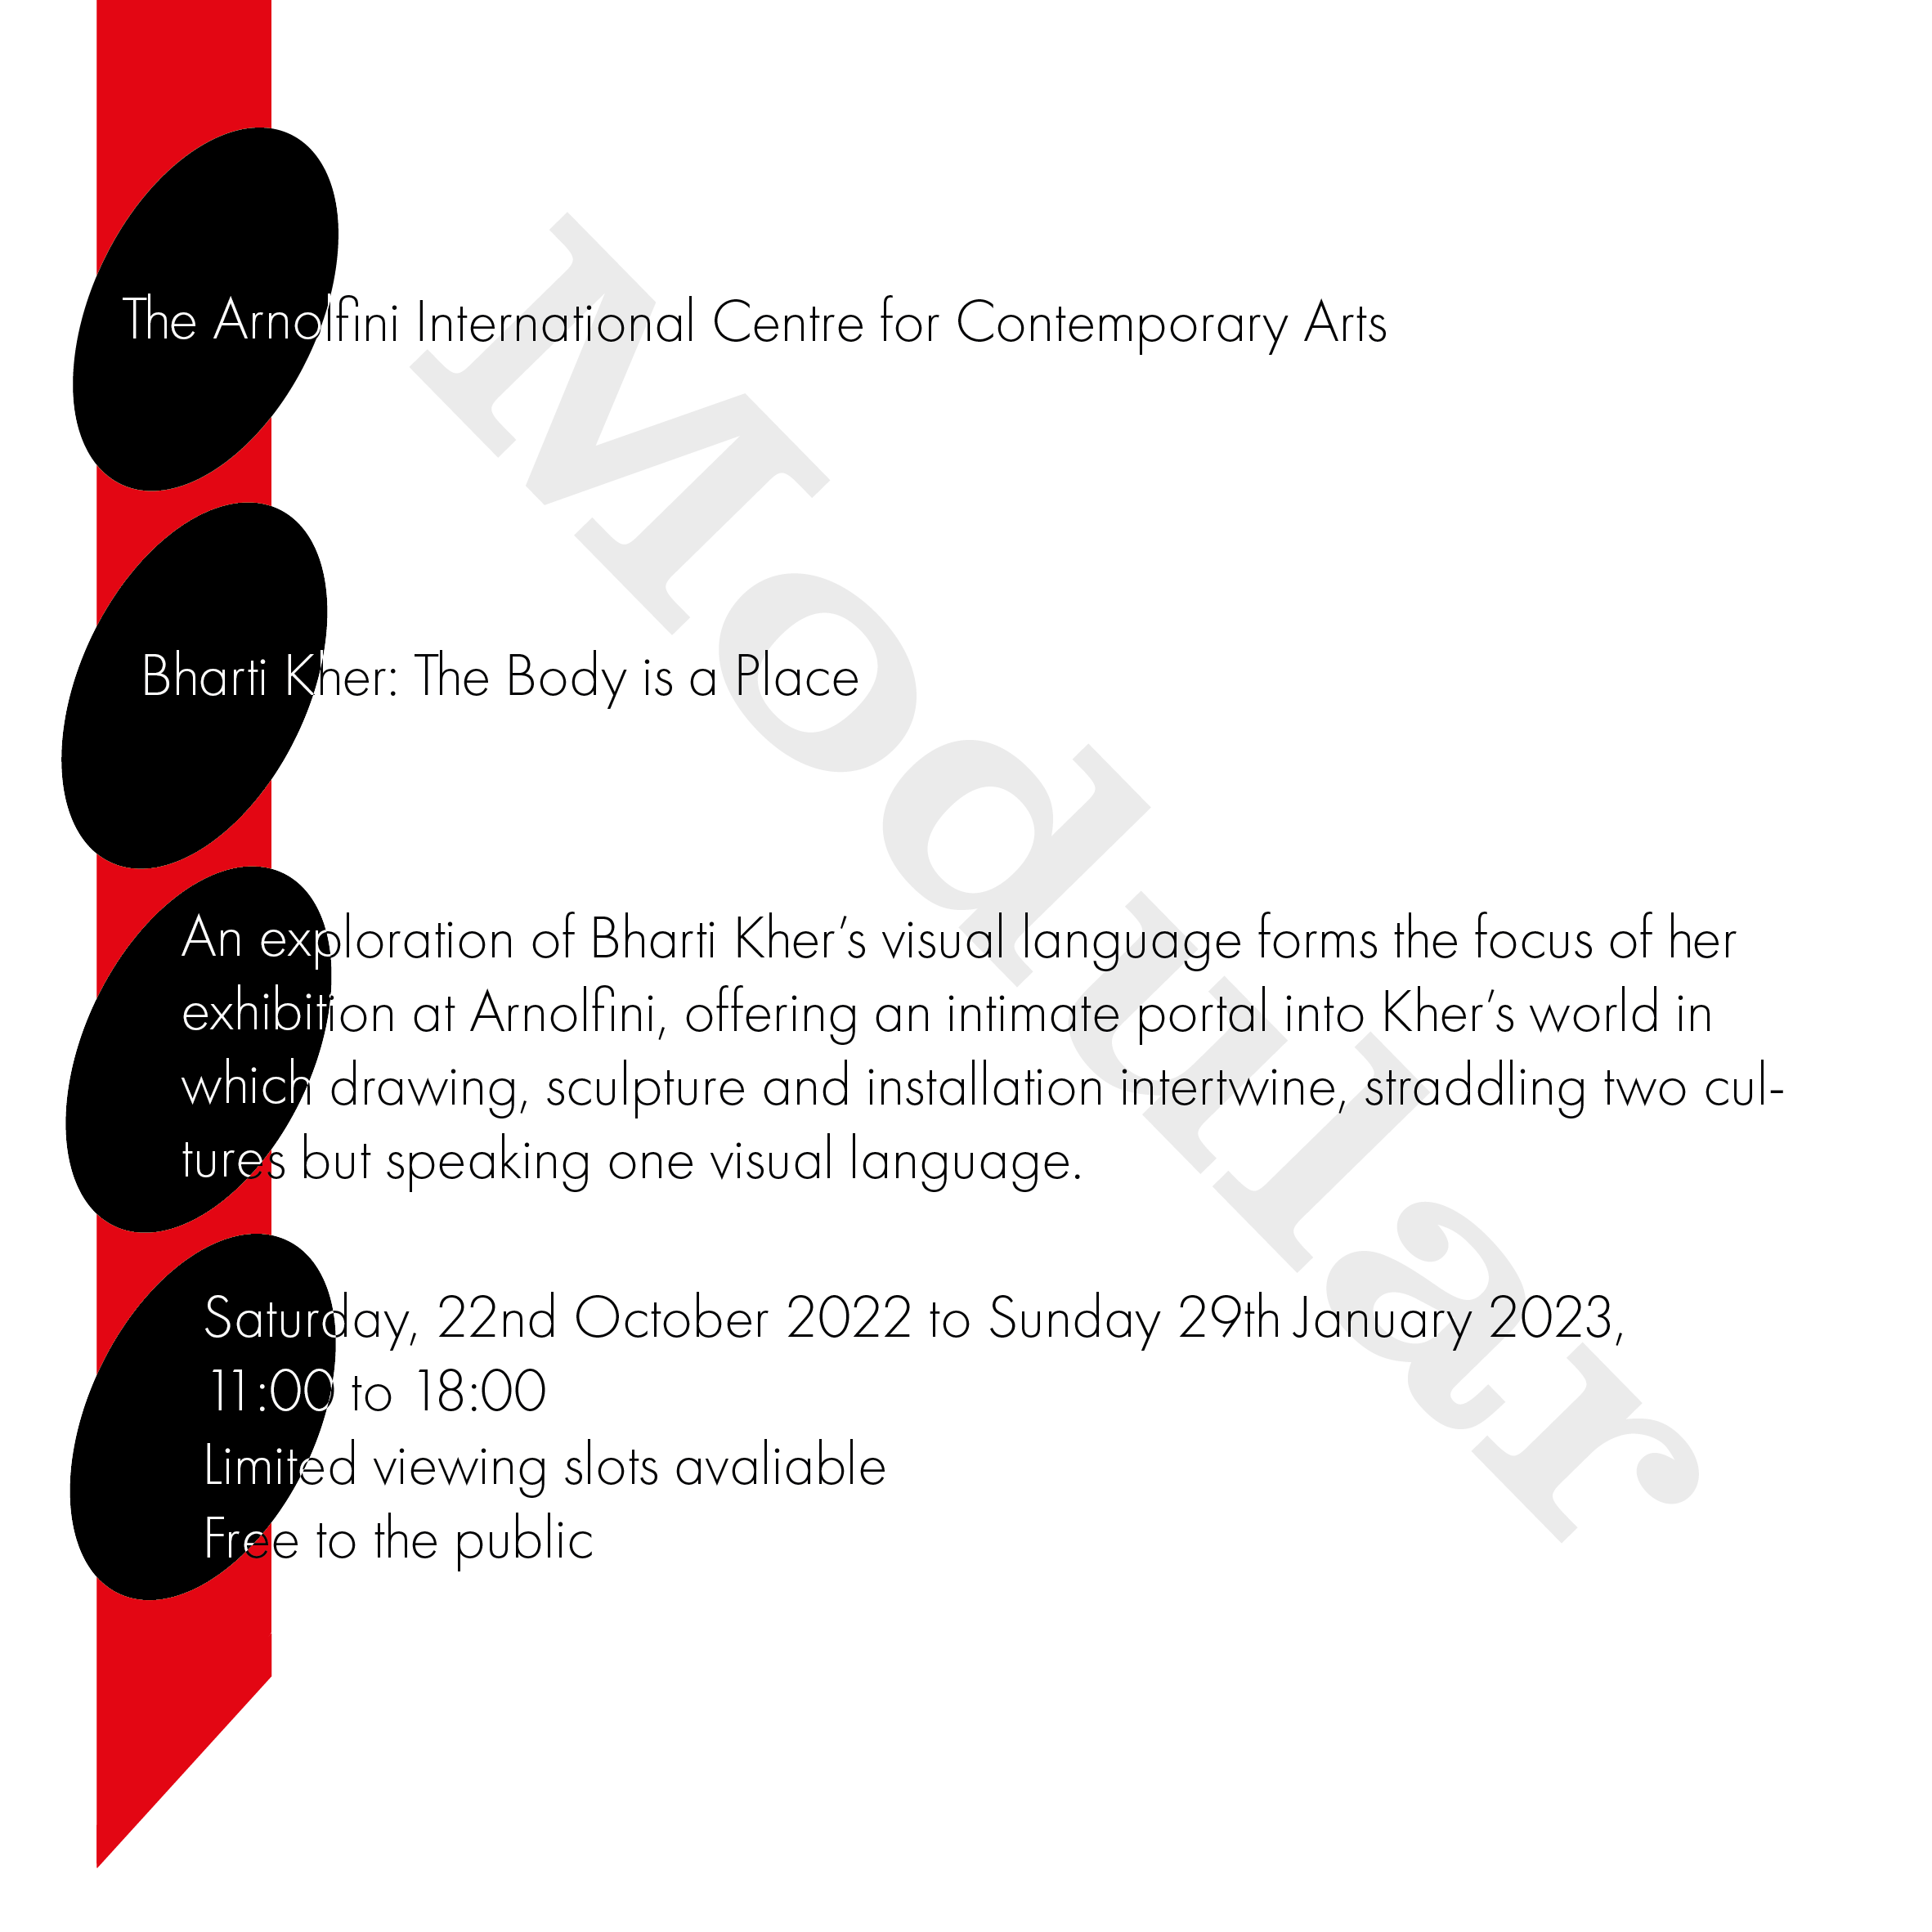 The Arnolfini International Centre for Contemporary Arts
Bharti Kher: The Body is a Place
An exploration of Bharti Kher’s visual language forms the focus of her
exhibition at Arnolfini, offering an intimate portal into Kher’s world in
which drawing, sculpture and installation intertwine, straddling two cul-
tures but speaking one visual language.
Saturday, 22nd October 2022 to Sunday 29th January 2023,
11:00 to 18:00
Limited viewing slots avaliable
Free to the public
Modular